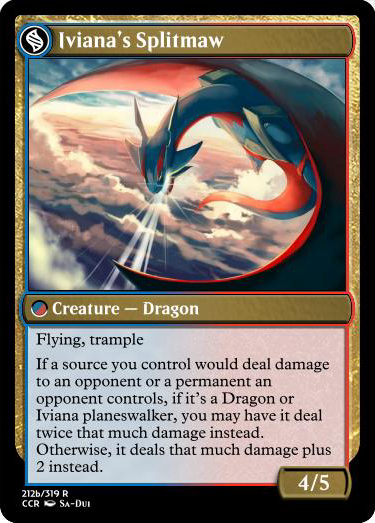 Iviana's Splitmaw
Creature — Dragon
Flying, trample
If a source you control would deal damage
to an opponent or a permanent an
opponent controls, if it's a Dragon or
Iviana planeswalker, you may have it deal
twice that much damage instead.
Otherwise, it deals that much damage plus
2 instead.
4/5
212b/319 R
CCR Sa-Dui